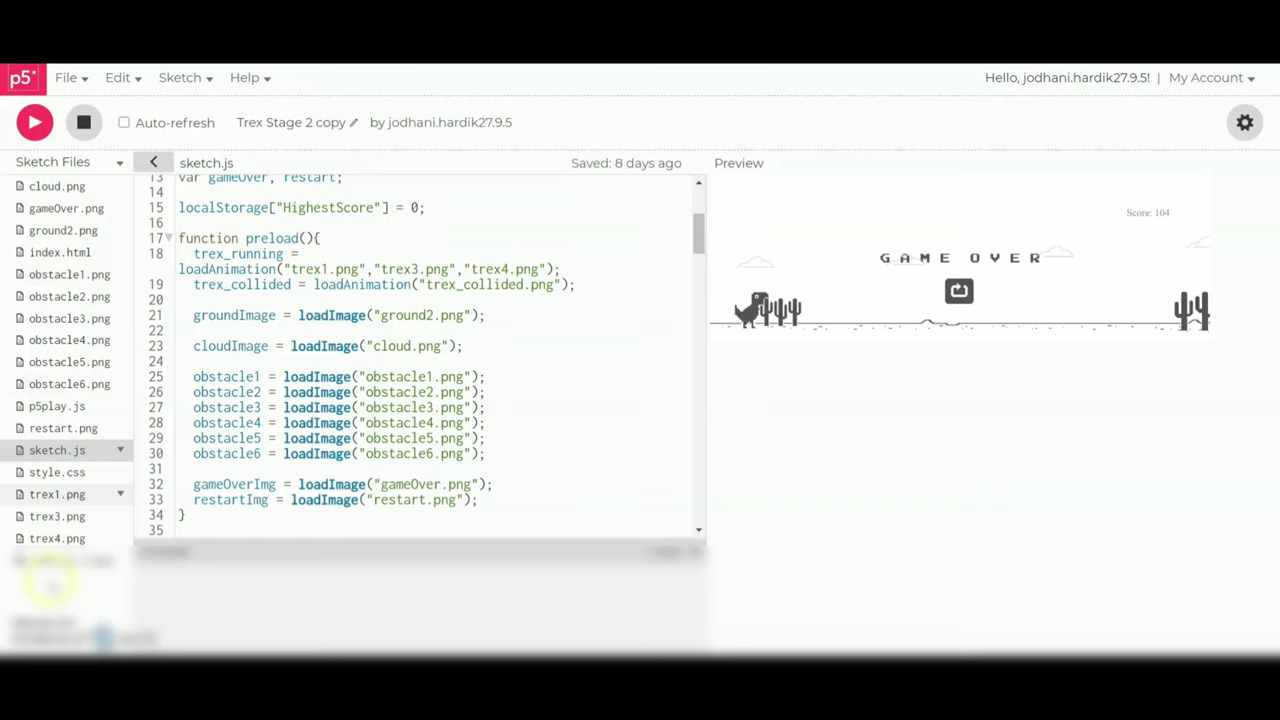 p5*
File Edit Sketch Help
Hello, jodhani.hardik27.9.5! | My Account
Auto-refresh
Trex Stage 2 copy by jodhani.hardik27.9.5
Sketch Files
sketch.js
Saved: 8 days ago
Preview
cloud.png
gameOver.png
ground2.png
index.html
obstacle1.png
obstacle2.png
obstacle3.png
obstacle4.png
obstacle5.png
obstacle6.png
p5play.js
restart.png
sketch.js
style.css
trex1.png
trex3.png
trex4.png
13 var gameOver, restart;
14
15 localStorage["HighestScore"] = 0;
16
17 function preload(){
18 trex_running =
loadAnimation("trex1.png","trex3.png","trex4.png");
19 trex_collided = loadAnimation("trex_collided.png");
20
21 groundImage = loadImage("ground2.png");
22
23 cloudImage = loadImage("cloud.png");
24
25 obstacle1 = loadImage("obstacle1.png");
26 obstacle2 = loadImage("obstacle2.png");
27 obstacle3 = loadImage("obstacle3.png");
28 obstacle4 = loadImage("obstacle4.png");
29 obstacle5 = loadImage("obstacle5.png");
30 obstacle6 = loadImage("obstacle6.png");
31
32 gameOverImg = loadImage("gameOver.png");
33 restartImg = loadImage("restart.png");
34 }
35
Score: 104
GAME OVER